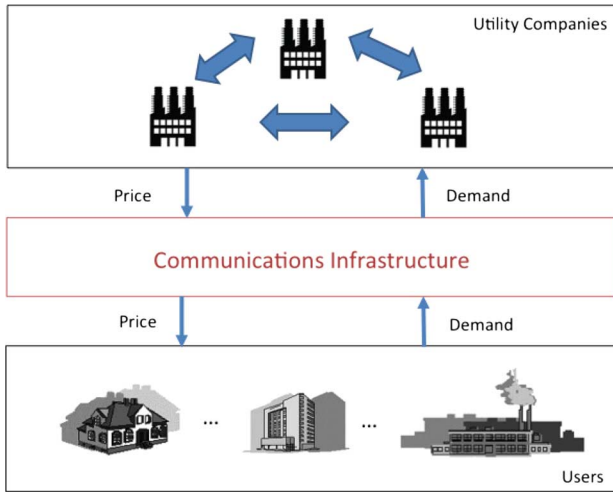 Utility Companies
Price
Demand
Communications Infrastructure
Price
Demand
...
...
Users